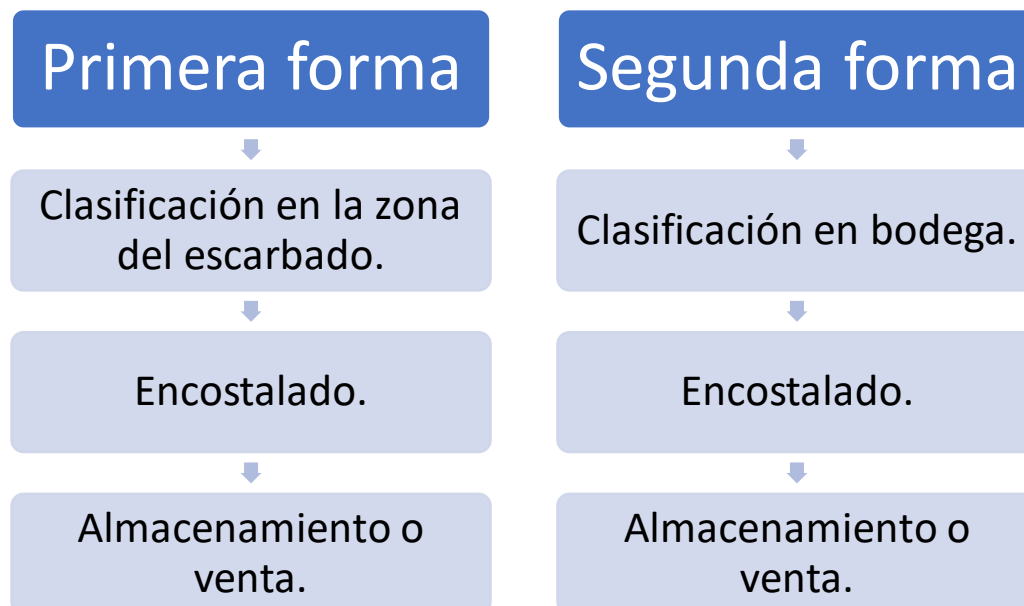 Primera forma
Clasificación en la zona
del escarbado.
Encostalado.
Almacenamiento o
venta.
Segunda forma
Clasificación en bodega.
Encostalado.
Almacenamiento o
venta.